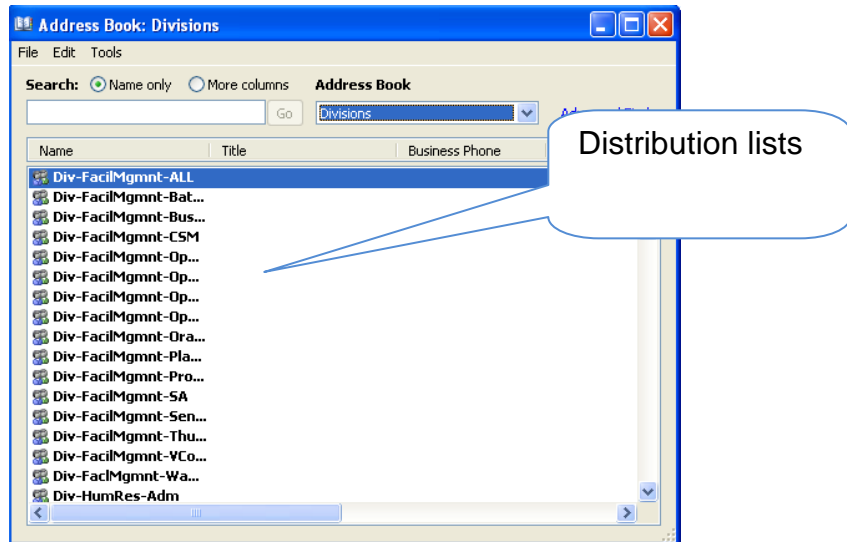 Address Book: Divisions
File Edit Tools
Search: Name only More columns Address Book
Go Divisions
Distribution lists
Name Title Business Phone
Div-FacilMgmnt-ALL
Div-FacilMgmnt-Bat...
Div-FacilMgmnt-Bus...
Div-FacilMgmnt-CSM
Div-FacilMgmnt-Op...
Div-FacilMgmnt-Op...
Div-FacilMgmnt-Op...
Div-FacilMgmnt-Op...
Div-FacilMgmnt-Ora...
Div-FacilMgmnt-Pla...
Div-FacilMgmnt-Pro...
Div-FacilMgmnt-SA
Div-FacilMgmnt-Sen...
Div-FacilMgmnt-Thu...
Div-FacilMgmnt-VCo...
Div-FaclMgmnt-Wa...
Div-HumRes-Adm